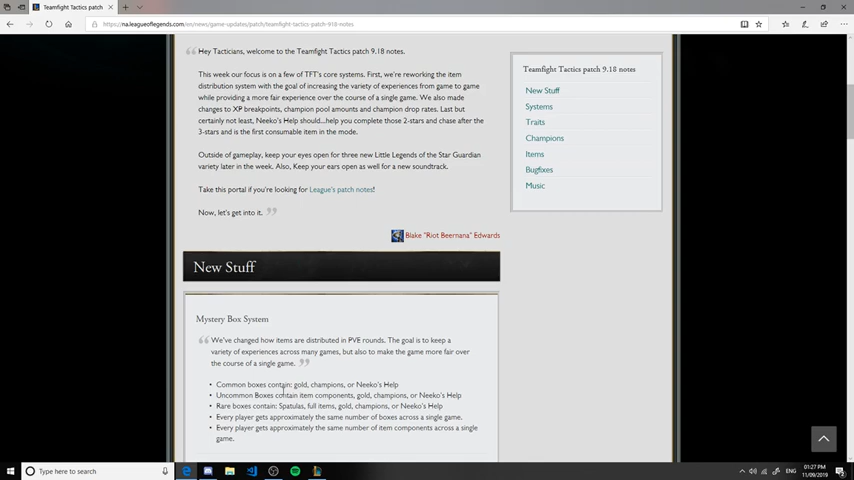 Teamfight Tactics patch
https://na.leagueoflegends.com/en/news/game-updates/patch/teamfight-tactics-patch-918-notes
Hey Tacticians, welcome to the Teamfight Tactics patch 9.18 notes.
This week our focus is on a few of TFT's core systems. First, we're reworking the item
distribution system with the goal of increasing the variety of experiences from game to game
while providing a more fair experience over the course of a single game. We also made
changes to XP breakpoints, champion pool amounts and champion drop rates. Last but
certainly not least, Neeko's Help should...help you complete those 2-stars and chase after the
3-stars and is the first consumable item in the mode.
Outside of gameplay, keep your eyes open for three new Little Legends of the Star Guardian
variety later in the week. Also, Keep your ears open as well for a new soundtrack.
Take this portal if you're looking for League's patch notes!
Now, let's get into it.
Blake "Riot Beernana" Edwards
Teamfight Tactics patch 9.18 notes
New Stuff
Systems
Traits
Champions
Items
Bugfixes
Music
New Stuff
Mystery Box System
We've changed how items are distributed in PVE rounds. The goal is to keep a
variety of experiences across many games, but also to make the game more fair over
the course of a single game.
• Common boxes contain: gold, champions, or Neeko's Help
• Uncommon Boxes contain item components, gold, champions, or Neeko's Help
• Rare boxes contain: Spatulas, full items, gold, champions, or Neeko's Help
• Every player gets approximately the same number of boxes across a single game.
• Every player gets approximately the same number of item components across a single
game.
Type here to search
ENG
01:27 PM
11/09/2019